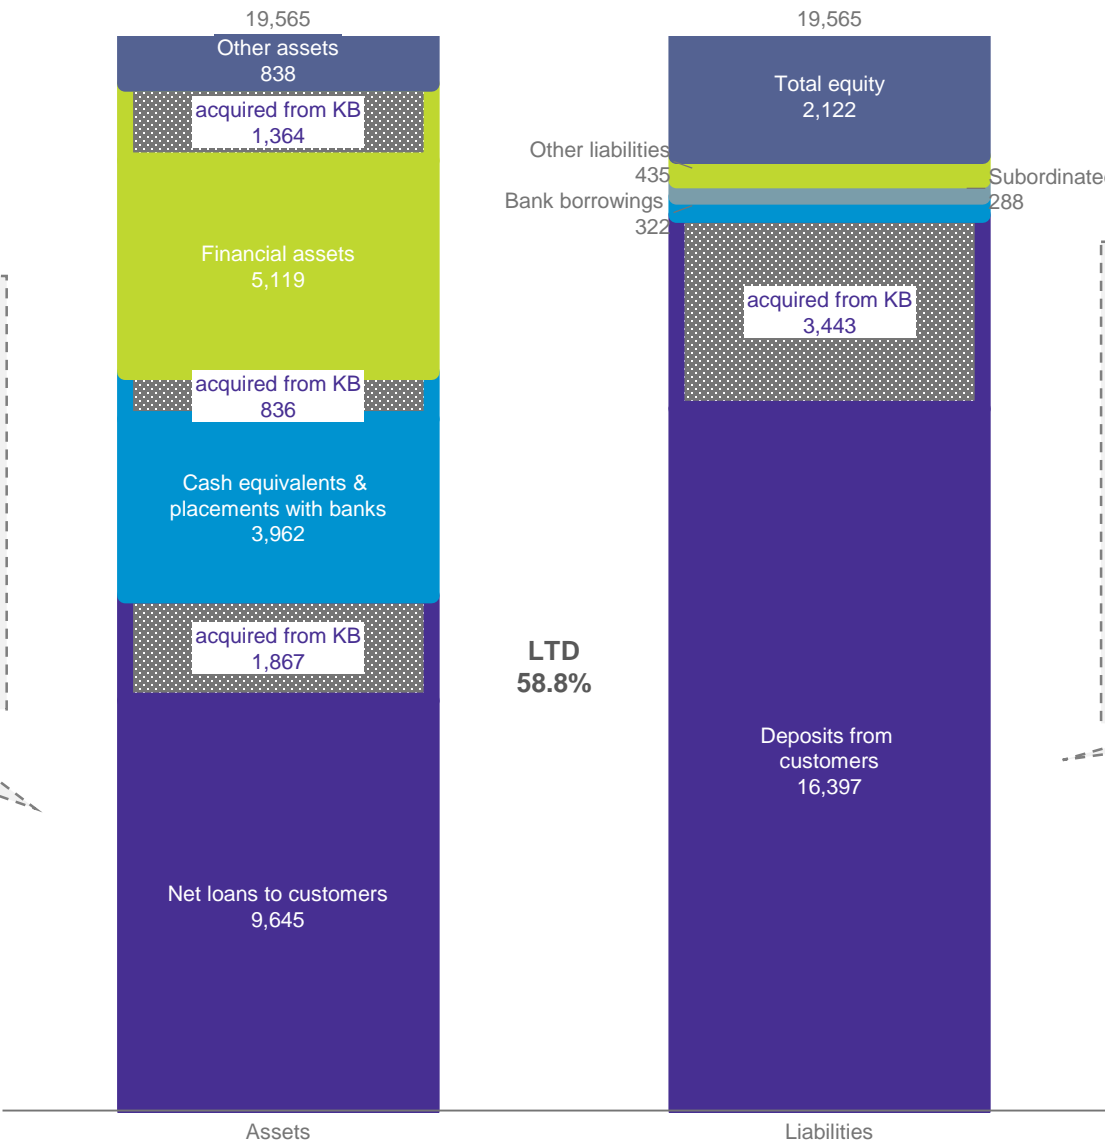 19,565
Other assets
838
acquired from KB
1,364
Financial assets
5,119
acquired from KB
836
Cash equivalents &
placements with banks
3,962
acquired from KB
1,867
Net loans to customers
9,645
Assets
LTD
58.8%
19,565
Total equity
2,122
Other liabilities
435
Subordinated
288
Bank borrowings
322
acquired from KB
3,443
Deposits from
customers
16,397
Liabilities